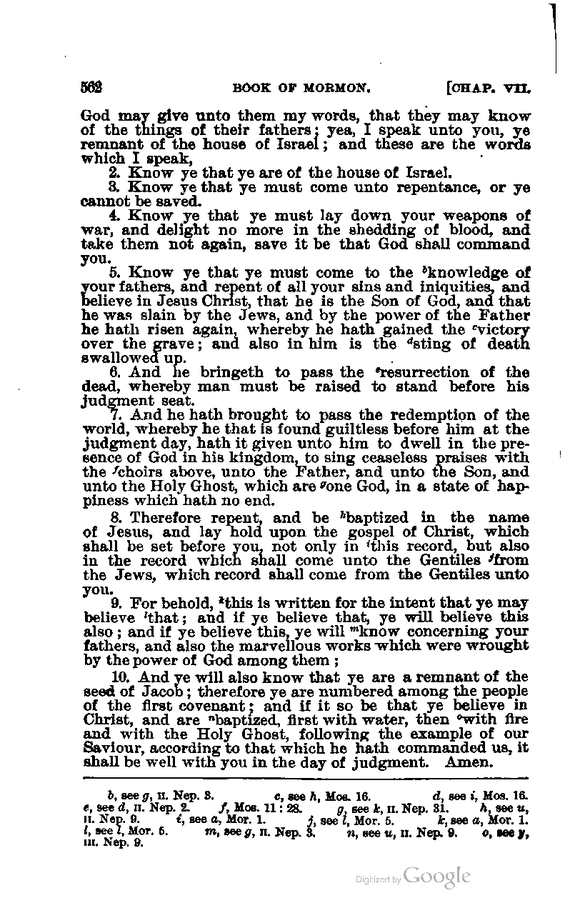 562 BOOK OF MORMON. [CHAP. VII.
God may give unto them my words, that they may know
of the things of their fathers; yea, I speak unto you, ye
remnant of the house of Israel; and these are the words
which I speak,
2. Know ye that ye are of the house of Israel.
3. Know ye that ye must come unto repentance, or ye
cannot be saved.
4. Know ye that ye must lay down your weapons of
war, and delight no more in the shedding of blood, and
take them not again, save it be that God shall command
you.
5. Know ye that ye must come to the ᵇknowledge of
your fathers, and repent of all your sins and iniquities, and
believe in Jesus Christ, that he is the Son of God, and that
he was slain by the Jews, and by the power of the Father
he hath risen again, whereby he hath gained the ᶜvictory
over the grave; and also in him is the ᵈsting of death
swallowed up.
6. And he bringeth to pass the ᵉresurrection of the
dead, whereby man must be raised to stand before his
judgment seat.
7. And he hath brought to pass the redemption of the
world, whereby he that is found guiltless before him at the
judgment day, hath it given unto him to dwell in the pre-
sence of God in his kingdom, to sing ceaseless praises with
the ᶠchoirs above, unto the Father, and unto the Son, and
unto the Holy Ghost, which are ᵍone God, in a state of hap-
piness which hath no end.
8. Therefore repent, and be ʰbaptized in the name
of Jesus, and lay hold upon the gospel of Christ, which
shall be set before you, not only in ⁱthis record, but also
in the record which shall come unto the Gentiles ʲfrom
the Jews, which record shall come from the Gentiles unto
you.
9. For behold, ᵏthis is written for the intent that ye may
believe ˡthat; and if ye believe that, ye will believe this
also; and if ye believe this, ye will ᵐknow concerning your
fathers, and also the marvellous works which were wrought
by the power of God among them;
10. And ye will also know that ye are a remnant of the
seed of Jacob; therefore ye are numbered among the people
of the first covenant; and if it so be that ye believe in
Christ, and are ⁿbaptized, first with water, then ᵒwith fire
and with the Holy Ghost, following the example of our
Saviour, according to that which he hath commanded us, it
shall be well with you in the day of judgment. Amen.
b, see g, II. Nep. 3. c, see h, Mos. 16. d, see i, Mos. 16.
e, see d, II. Nep. 2. f, Mos. 11:28. g, see k, II. Nep. 31. h, see u,
II. Nep. 9. i, see a, Mor. 1. j, see l, Mor. 5. k, see a, Mor. 1.
l, see l, Mor. 5. m, see g, II. Nep. 3. n, see u, II. Nep. 9. o, see y,
III. Nep. 9.
Digitized by Google